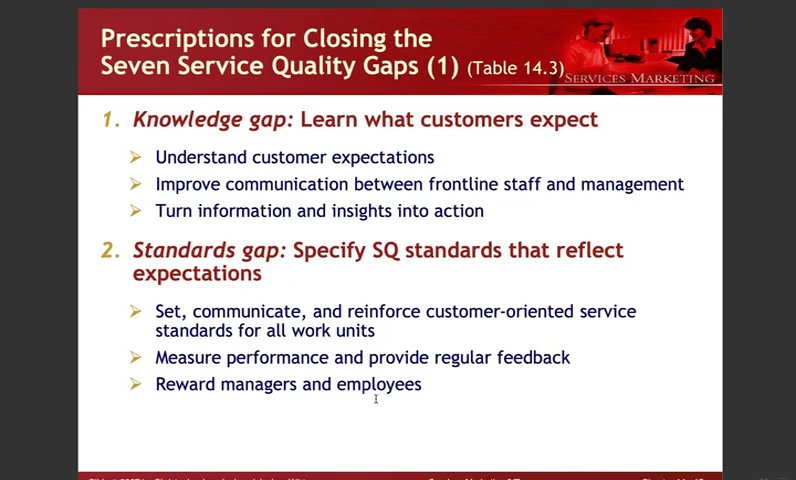 Prescriptions for Closing the
Seven Service Quality Gaps (1) (Table 14.3)
SERVICES MARKETING
1. Knowledge gap: Learn what customers expect
➢ Understand customer expectations
➢ Improve communication between frontline staff and management
➢ Turn information and insights into action
2. Standards gap: Specify SQ standards that reflect
expectations
➢ Set, communicate, and reinforce customer-oriented service
standards for all work units
➢ Measure performance and provide regular feedback
➢ Reward managers and employees